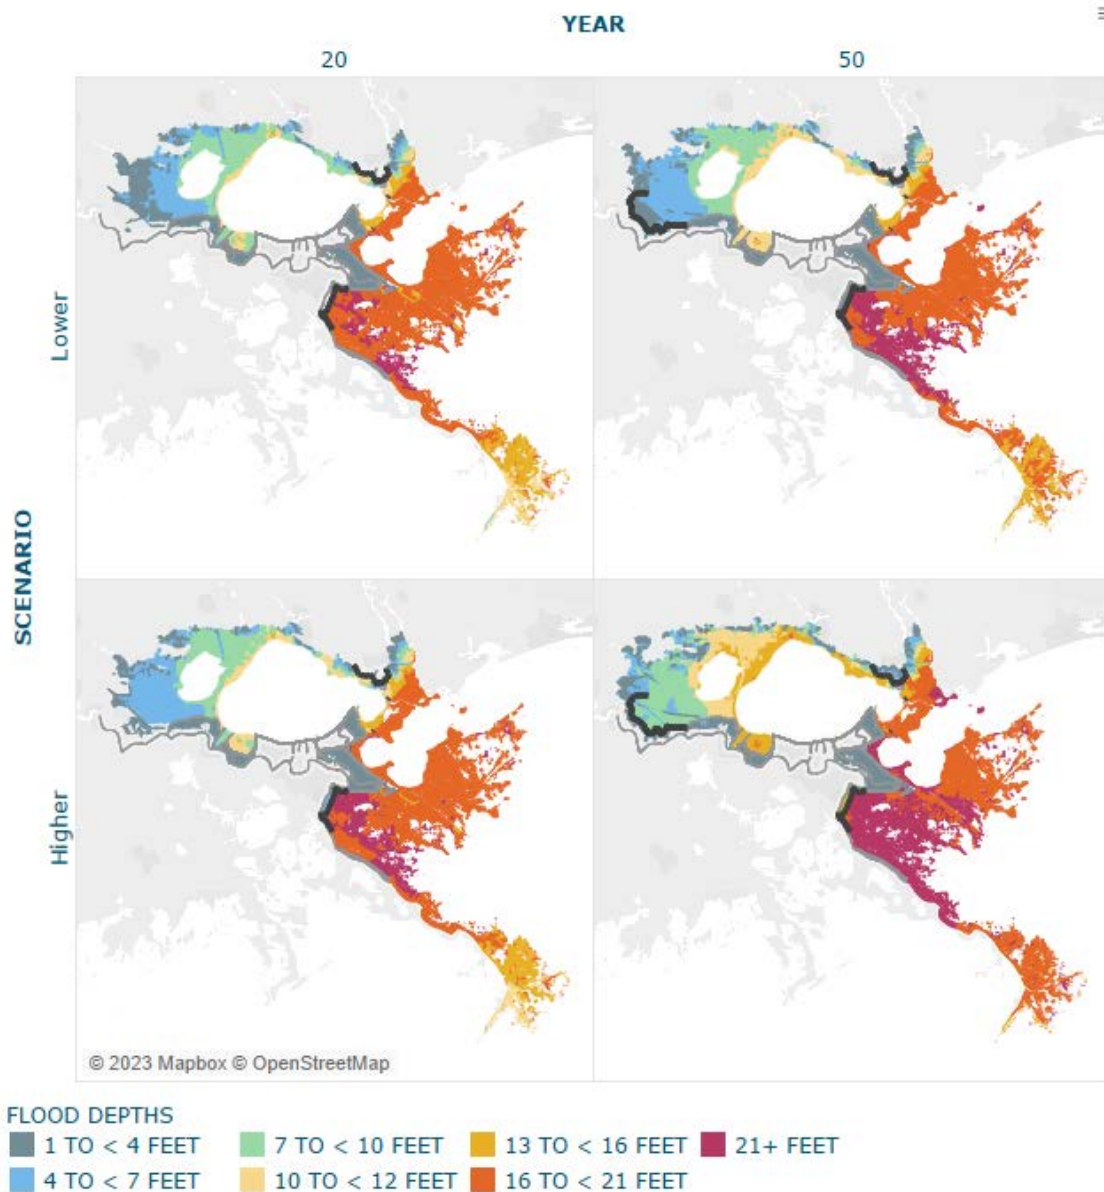 YEAR
20 50
SCENARIO
Lower
Higher
© 2023 Mapbox © OpenStreetMap
FLOOD DEPTHS
1 TO < 4 FEET 7 TO < 10 FEET 13 TO < 16 FEET 21+ FEET
4 TO < 7 FEET 10 TO < 12 FEET 16 TO < 21 FEET